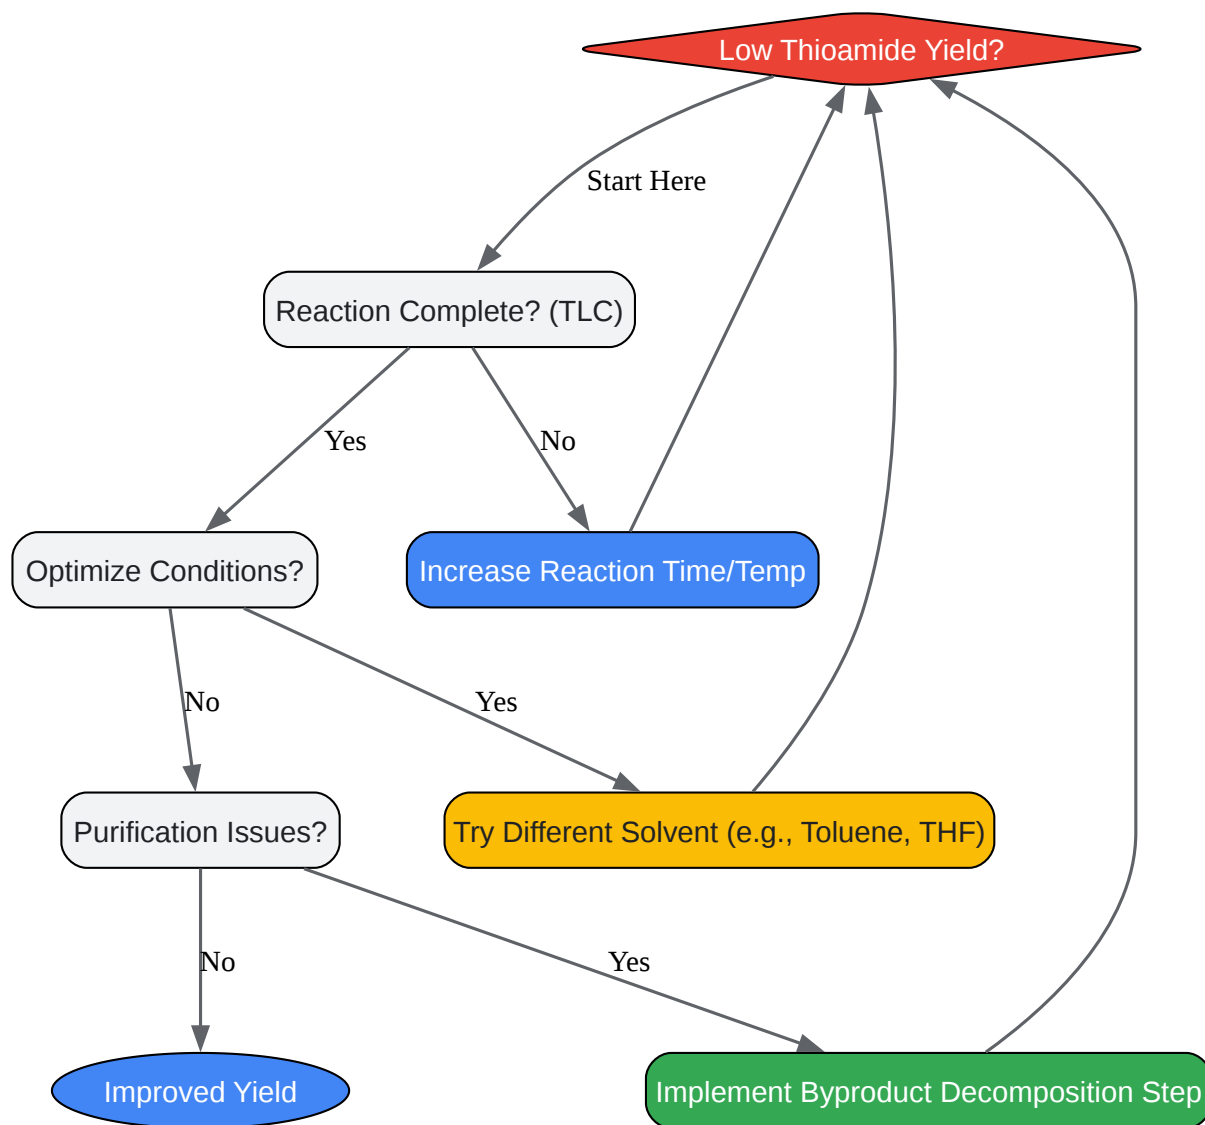 Low Thioamide Yield?
Start Here
Reaction Complete? (TLC)
Yes
No
Optimize Conditions?
Increase Reaction Time/Temp
No
Yes
Purification Issues?
Try Different Solvent (e.g., Toluene, THF)
No
Yes
Improved Yield
Implement Byproduct Decomposition Step